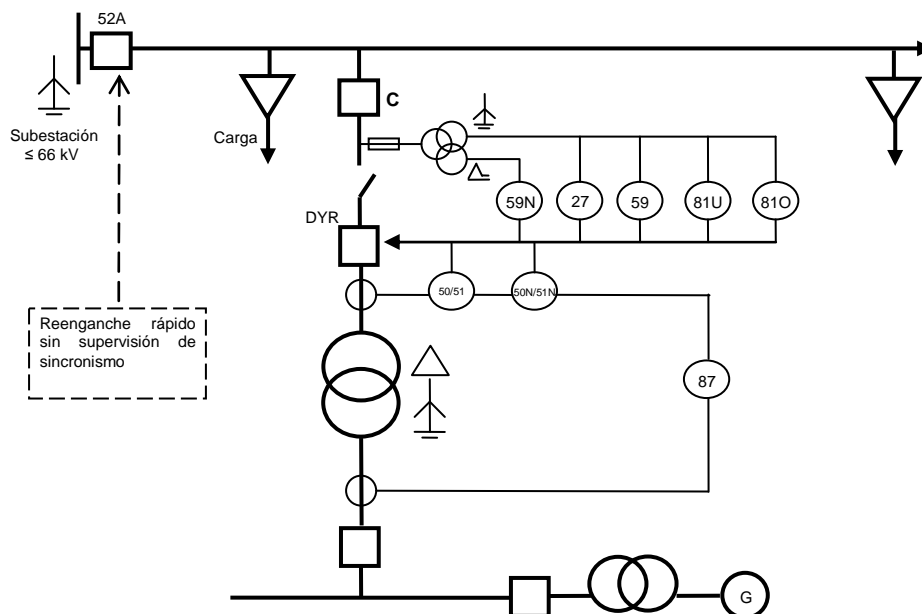 52A
C
Subestación
≤ 66 kV
Carga
59N
27
59
81U
81O
DYR
50/51
50N/51N
Reenganche rápido
sin supervisión de
sincronismo
87
G